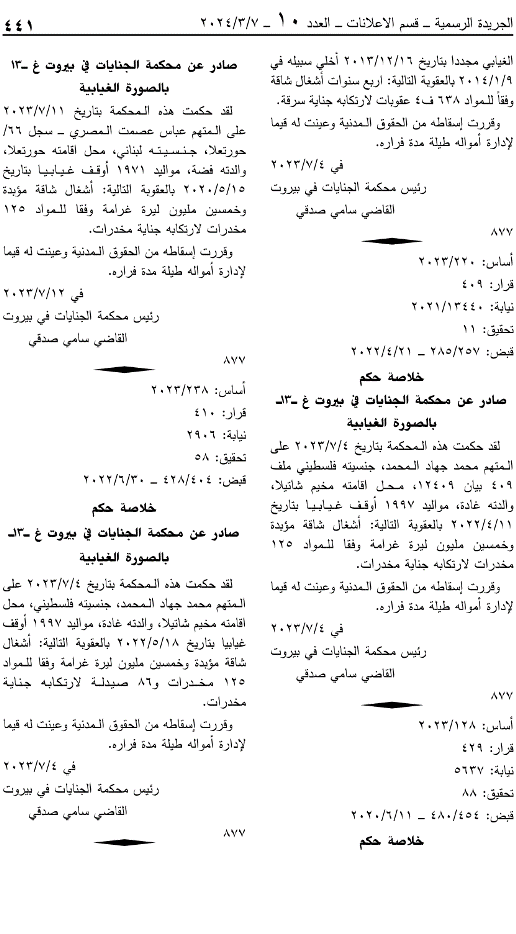 الجريدة الرسمية – قسم الاعلانات – العدد ١٠ – ٢٠٢٤/٣/٧
٤٤١
الغيابي مجددا بتاريخ ٢٠١٣/١٢/١٦ أخلي سبيله في
٢٠١٤/١/٩ بالعقوبة التالية: اربع سنوات أشغال شاقة
وفقاً للمواد ٦٣٨ ف٤ عقوبات لارتكابه جناية سرقة.
وقررت إسقاطه من الحقوق المدنية وعينت له قيما
لإدارة أمواله طيلة مدة فراره.
في ٢٠٢٣/٧/٤
رئيس محكمة الجنايات في بيروت
القاضي سامي صدقي
٨٧٧
أساس: ٢٠٢٣/٢٢٠
قرار: ٤٠٩
نيابة: ٢٠٢١/١٣٤٤٠
تحقيق: ١١
قبض: ٢٨٥/٢٥٧ – ٢٠٢٢/٤/٢١
خلاصة حكم
صادر عن محكمة الجنايات في بيروت غ –١٣ـ
بالصورة الغيابية
لقد حكمت هذه المحكمة بتاريخ ٢٠٢٣/٧/٤ على
المتهم محمد جهاد المحمد، جنسيته فلسطيني ملف
٤٠٩ بيان ١٢٤٠٩، محل اقامته مخيم شاتيلا،
والدته غادة، مواليد ١٩٩٧ أوقف غيابيا بتاريخ
٢٠٢٢/٤/١١ بالعقوبة التالية: أشغال شاقة مؤبدة
وخمسين مليون ليرة غرامة وفقا للمواد ١٢٥
مخدرات لارتكابه جناية مخدرات.
وقررت إسقاطه من الحقوق المدنية وعينت له قيما
لإدارة أمواله طيلة مدة فراره.
في ٢٠٢٣/٧/٤
رئيس محكمة الجنايات في بيروت
القاضي سامي صدقي
٨٧٧
أساس: ٢٠٢٣/١٢٨
قرار: ٤٢٩
نيابة: ٥٦٣٧
تحقيق: ٨٨
قبض: ٤٨٠/٤٥٤ – ٢٠٢٠/٦/١١
خلاصة حكم
صادر عن محكمة الجنايات في بيروت غ –١٣
بالصورة الغيابية
لقد حكمت هذه المحكمة بتاريخ ٢٠٢٣/٧/١١
على المتهم عباس عصمت المصري – سجل ٦٦/
حورتعلا، جنسيته لبناني، محل اقامته حورتعلا،
والدته فضة، مواليد ١٩٧١ أوقف غيابيا بتاريخ
٢٠٢٠/٥/١٥ بالعقوبة التالية: أشغال شاقة مؤبدة
وخمسين مليون ليرة غرامة وفقا للمواد ١٢٥
مخدرات لارتكابه جناية مخدرات.
وقررت إسقاطه من الحقوق المدنية وعينت له قيما
لإدارة أمواله طيلة مدة فراره.
في ٢٠٢٣/٧/١٢
رئيس محكمة الجنايات في بيروت
القاضي سامي صدقي
٨٧٧
أساس: ٢٠٢٣/٢٣٨
قرار: ٤١٠
نيابة: ٢٩٠٦
تحقيق: ٥٨
قبض: ٤٢٨/٤٠٤ – ٢٠٢٢/٦/٣٠
خلاصة حكم
صادر عن محكمة الجنايات في بيروت غ –١٣ـ
بالصورة الغيابية
لقد حكمت هذه المحكمة بتاريخ ٢٠٢٣/٧/٤ على
المتهم محمد جهاد المحمد، جنسيته فلسطيني، محل
اقامته مخيم شاتيلا، والدته غادة، مواليد ١٩٩٧ أوقف
غيابيا بتاريخ ٢٠٢٢/٥/١٨ بالعقوبة التالية: أشغال
شاقة مؤبدة وخمسين مليون ليرة غرامة وفقا للمواد
١٢٥ مخدرات و٨٦ صيدلة لارتكابه جناية
مخدرات.
وقررت إسقاطه من الحقوق المدنية وعينت له قيما
لإدارة أمواله طيلة مدة فراره.
في ٢٠٢٣/٧/٤
رئيس محكمة الجنايات في بيروت
القاضي سامي صدقي
٨٧٧